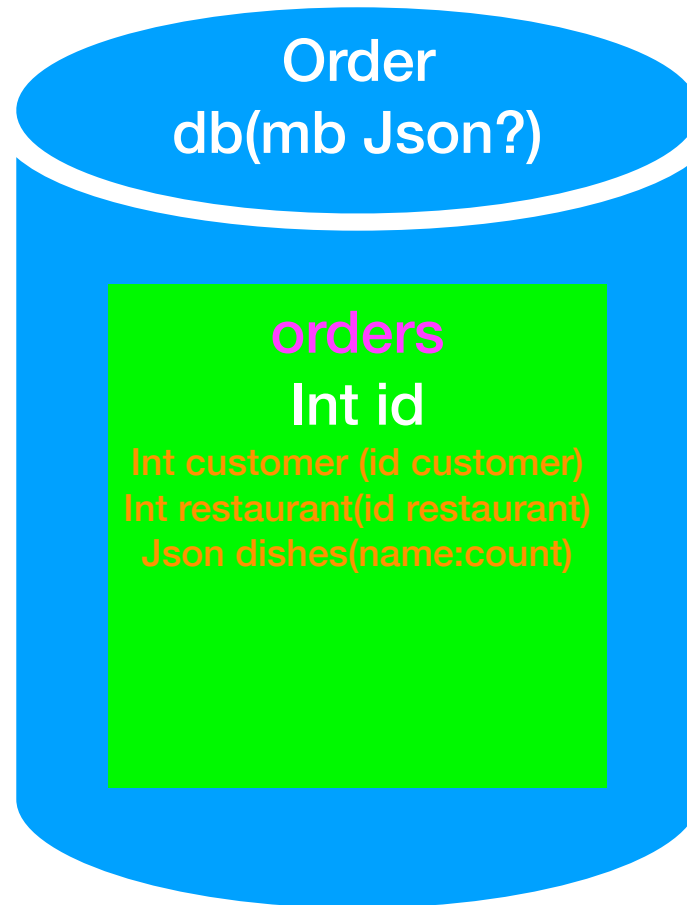 Order
db(mb Json?)
orders
Int id
Int customer (id customer)
Int restaurant(id restaurant)
Json dishes(name:count)